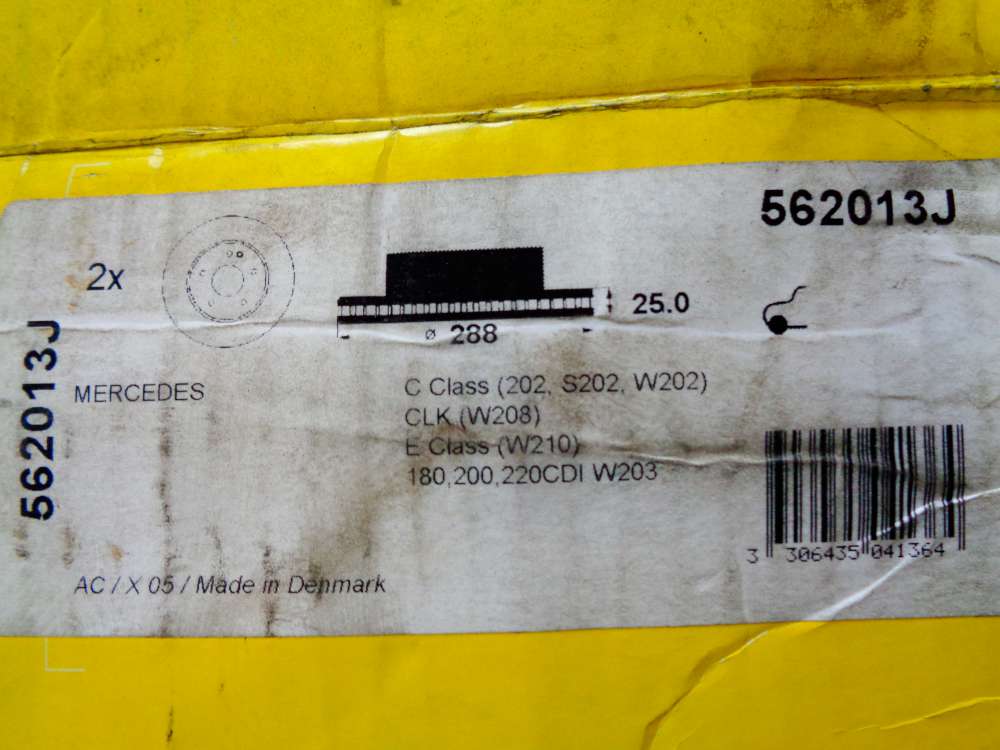 562013J
2x
25.0
ø 288
562013J
MERCEDES
C Class (202, S202, W202)
CLK (W208)
E Class (W210)
180,200,220CDI W203
3 306435 041364
AC / X 05 / Made in Denmark